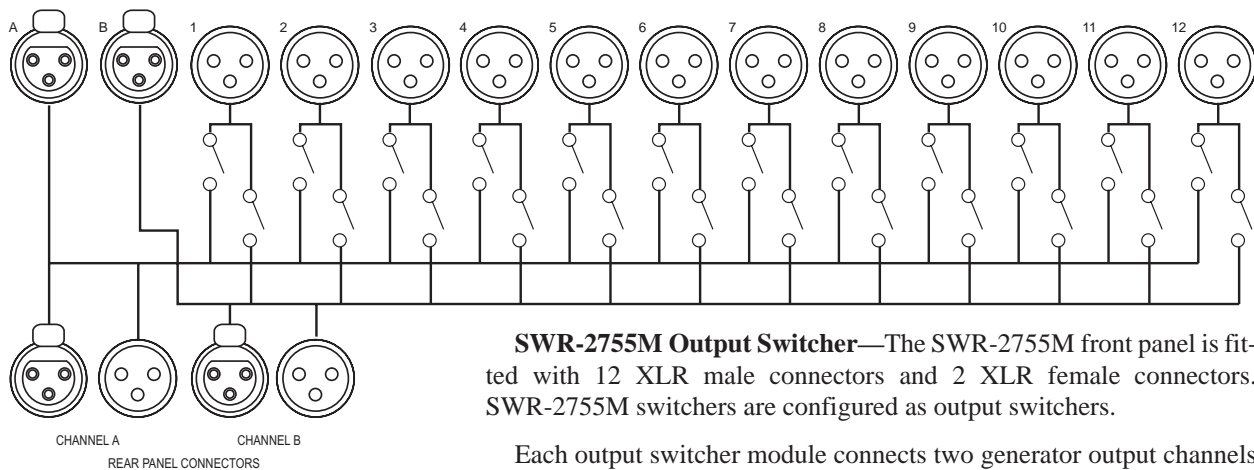 A B 1 2 3 4 5 6 7 8 9 10 11 12
SWR-2755M Output Switcher—The SWR-2755M front panel is fit-
ted with 12 XLR male connectors and 2 XLR female connectors.
SWR-2755M switchers are configured as output switchers.
Each output switcher module connects two generator output channels
CHANNEL A CHANNEL B
REAR PANEL CONNECTORS